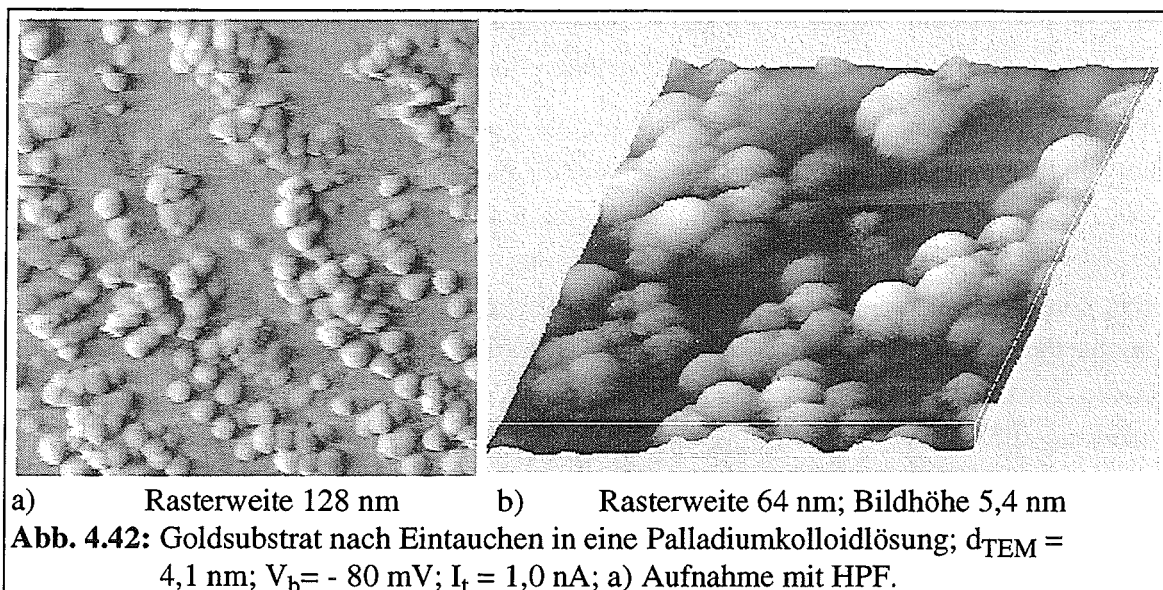 a) Rasterweite 128 nm b) Rasterweite 64 nm; Bildhöhe 5,4 nm
Abb. 4.42: Goldsubstrat nach Eintauchen in eine Palladiumkolloidlösung; dTEM =
4,1 nm; Vb= - 80 mV; It = 1,0 nA; a) Aufnahme mit HPF.